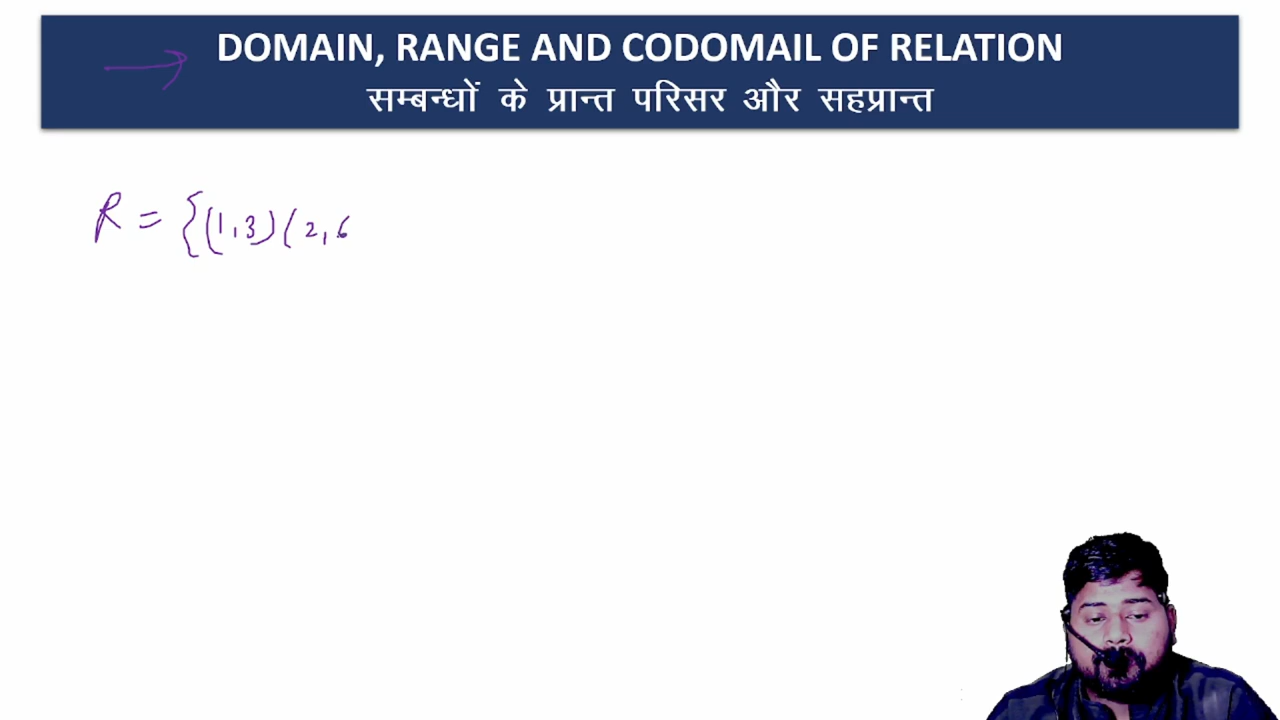 DOMAIN, RANGE AND CODOMAIL OF RELATION
सम्बन्धों के प्रान्त परिसर और सहप्रान्त
R = {(1,3)(2,6